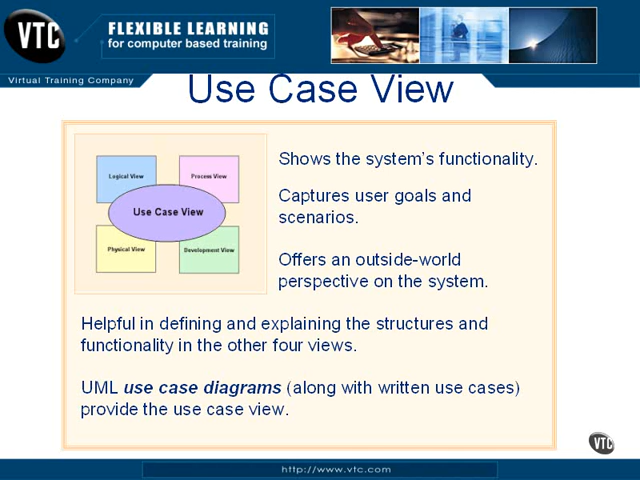 VTC
FLEXIBLE LEARNING
for computer based training
Virtual Training Company
Use Case View
Logical View
Process View
Use Case View
Physical View
Development View
Shows the system's functionality.
Captures user goals and
scenarios.
Offers an outside-world
perspective on the system.
Helpful in defining and explaining the structures and
functionality in the other four views.
UML use case diagrams (along with written use cases)
provide the use case view.
VTC
http://www.vtc.com